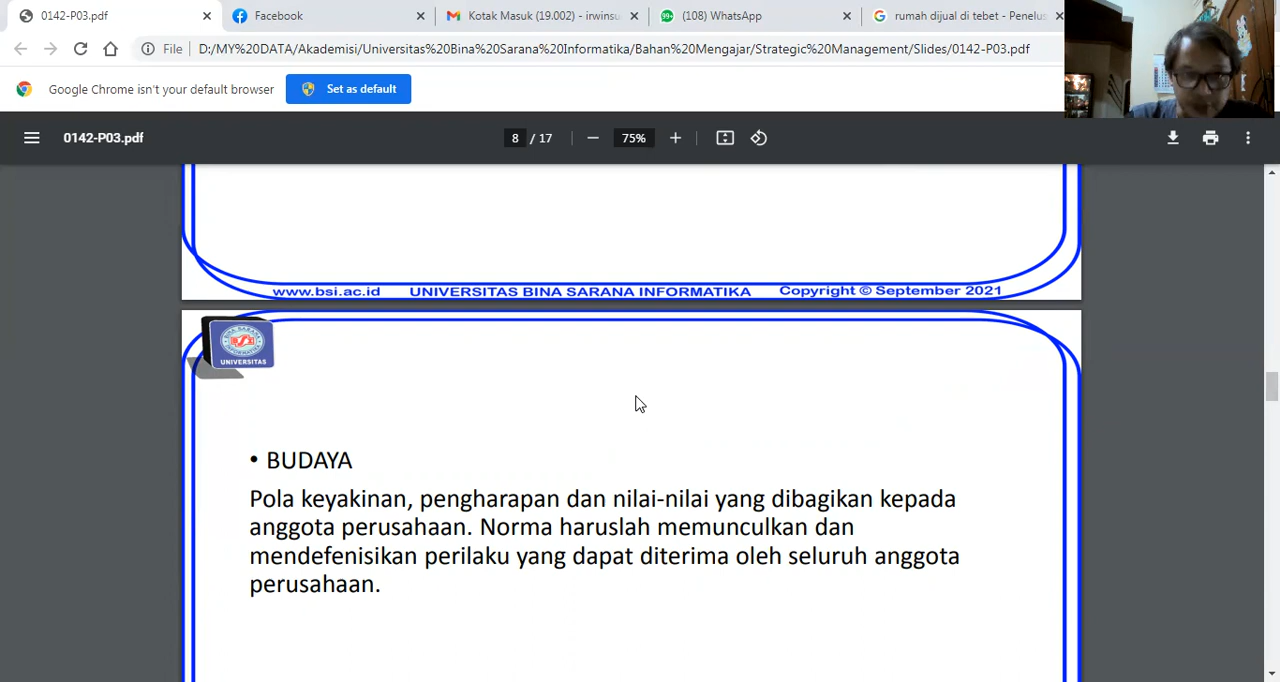 0142-P03.pdf
Facebook
Kotak Masuk (19.002) - irwinsu
99+ (108) WhatsApp
rumah dijual di tebet - Penelus
File D:/MY%20DATA/Akademisi/Universitas%20Bina%20Sarana%20Informatika/Bahan%20Mengajar/Strategic%20Management/Slides/0142-P03.pdf
Google Chrome isn't your default browser Set as default
0142-P03.pdf 8 / 17 75%
www.bsi.ac.id UNIVERSITAS BINA SARANA INFORMATIKA Copyright © September 2021
BSI
UNIVERSITAS
• BUDAYA
Pola keyakinan, pengharapan dan nilai-nilai yang dibagikan kepada
anggota perusahaan. Norma haruslah memunculkan dan
mendefenisikan perilaku yang dapat diterima oleh seluruh anggota
perusahaan.